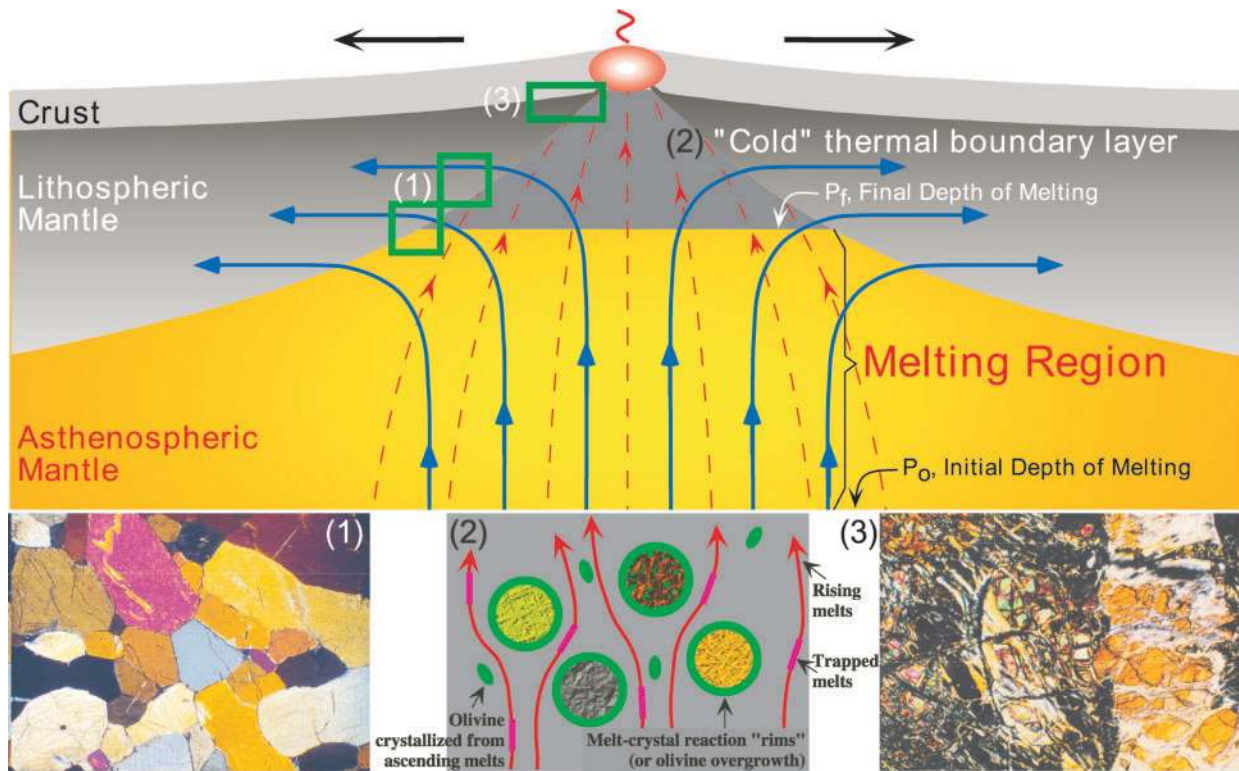 Crust
(3)
(2) "Cold" thermal boundary layer
Lithospheric
Mantle
(1)
Pf, Final Depth of Melting
Melting Region
Asthenospheric
Mantle
Po, Initial Depth of Melting
(1)
(2)
Olivine
crystallized from
ascending melts
Melt-crystal reaction "rims"
(or olivine overgrowth)
Rising
melts
Trapped
melts
(3)